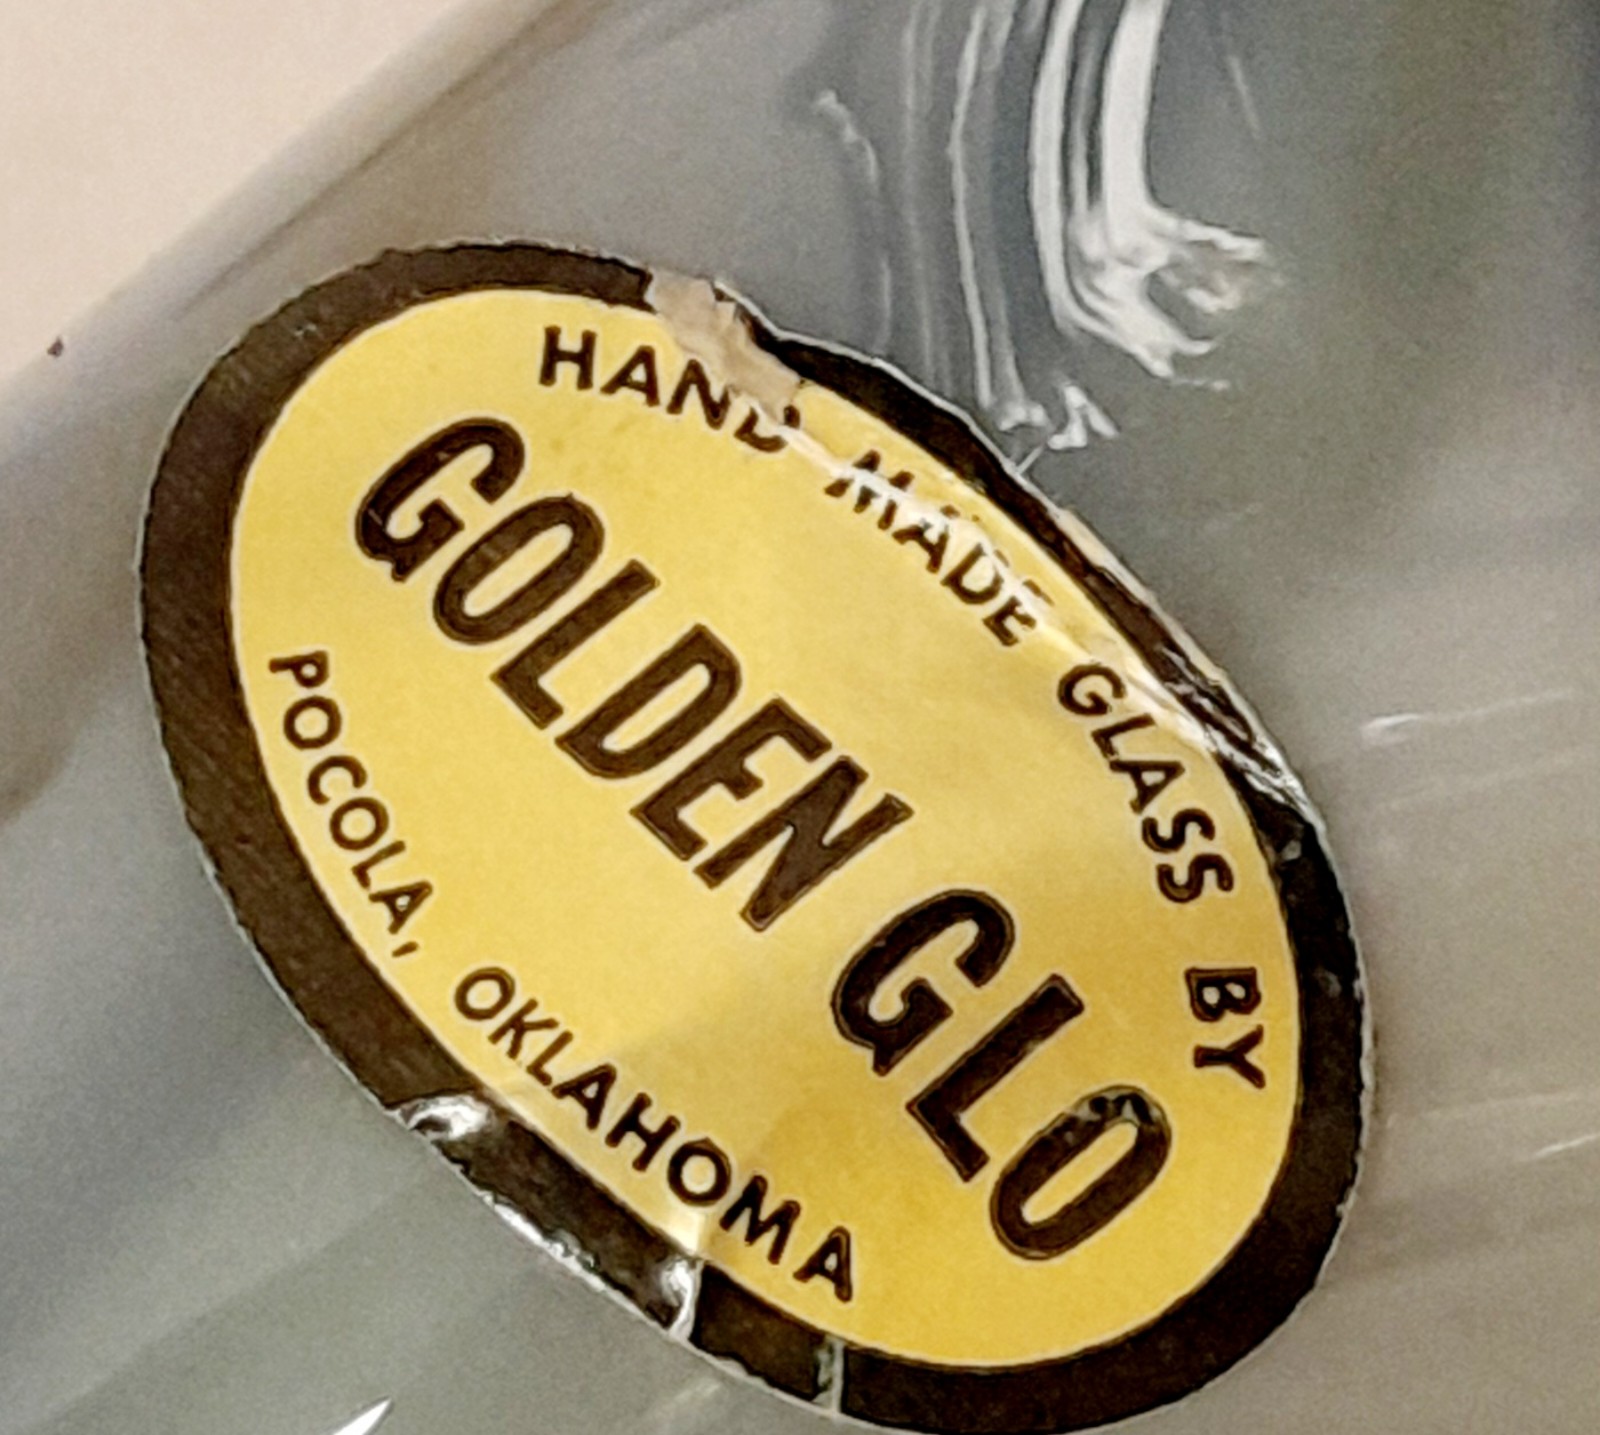 HAND MADE GLASS BY
GOLDEN GLO
POCOLA, OKLAHOMA